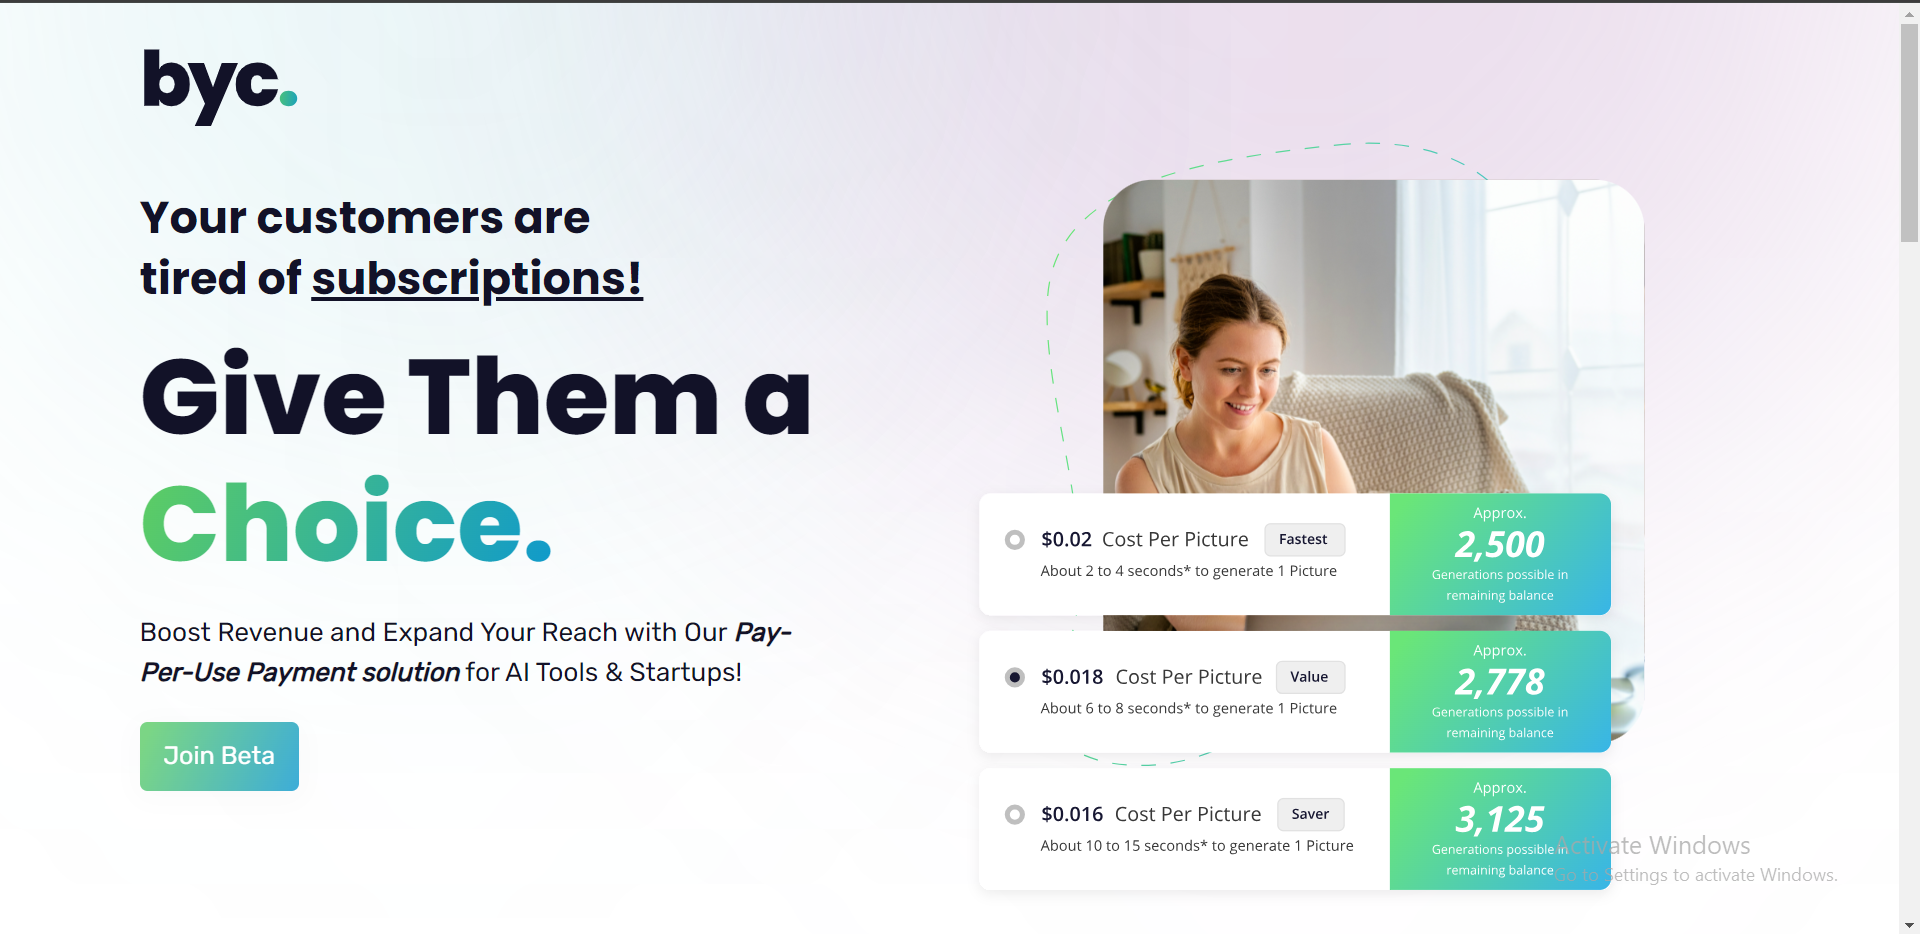 byc.
Your customers are
tired of subscriptions!
Give Them a
Choice.
Boost Revenue and Expand Your Reach with Our Pay-
Per-Use Payment solution for AI Tools & Startups!
Join Beta
$0.02 Cost Per Picture Fastest
About 2 to 4 seconds* to generate 1 Picture
Approx.
2,500
Generations possible in
remaining balance
$0.018 Cost Per Picture Value
About 6 to 8 seconds* to generate 1 Picture
Approx.
2,778
Generations possible in
remaining balance
$0.016 Cost Per Picture Saver
About 10 to 15 seconds* to generate 1 Picture
Approx.
3,125
Generations possible in
remaining balance
Activate Windows
Go to Settings to activate Windows.